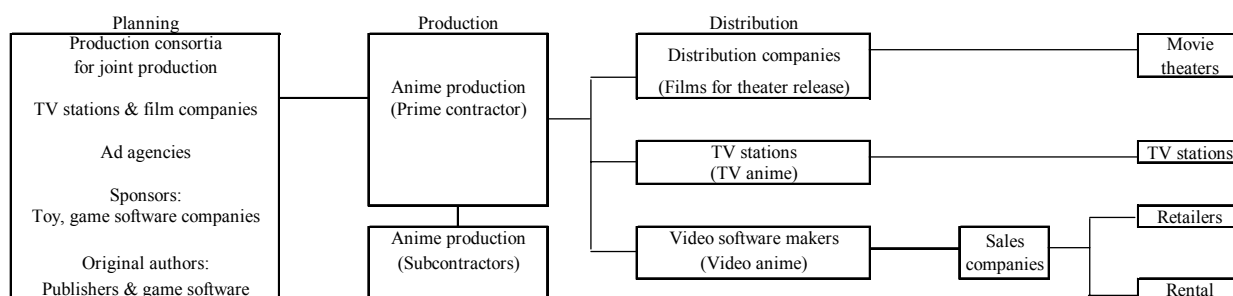 Planning
Production consortia
for joint production
TV stations & film companies
Ad agencies
Sponsors:
Toy, game software companies
Original authors:
Publishers & game software
Production
Anime production
(Prime contractor)
Anime production
(Subcontractors)
Distribution
Distribution companies
(Films for theater release)
TV stations
(TV anime)
Video software makers
(Video anime)
Sales
companies
Movie
theaters
TV stations
Retailers
Rental